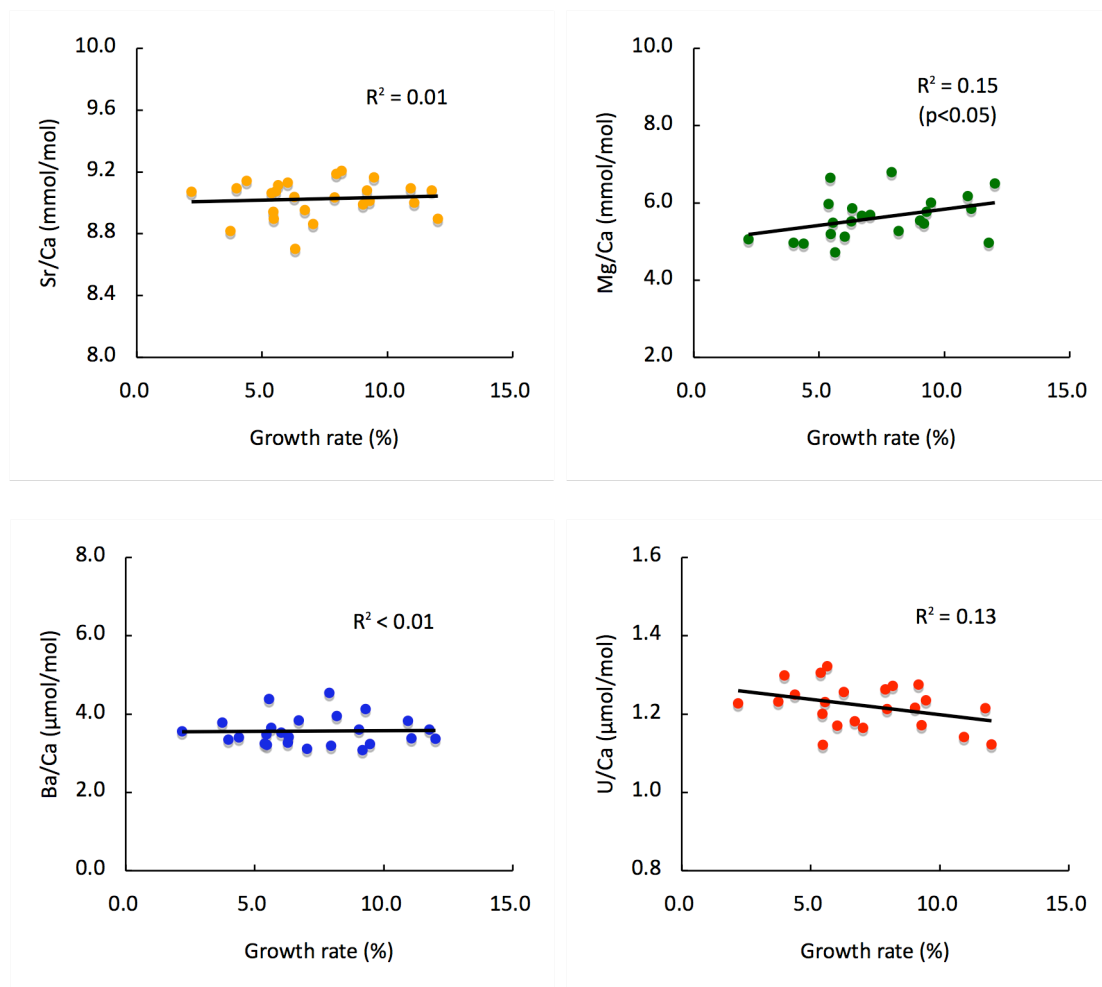 10.0
9.6
9.2
8.8
8.4
8.0
Sr/Ca (mmol/mol)
R² = 0.01
0.0 5.0 10.0 15.0
Growth rate (%)
10.0
8.0
6.0
4.0
2.0
Mg/Ca (mmol/mol)
R² = 0.15
(p<0.05)
0.0 5.0 10.0 15.0
Growth rate (%)
8.0
6.0
4.0
2.0
0.0
Ba/Ca (μmol/mol)
R² < 0.01
0.0 5.0 10.0 15.0
Growth rate (%)
1.6
1.4
1.2
1.0
0.8
U/Ca (μmol/mol)
R² = 0.13
0.0 5.0 10.0 15.0
Growth rate (%)